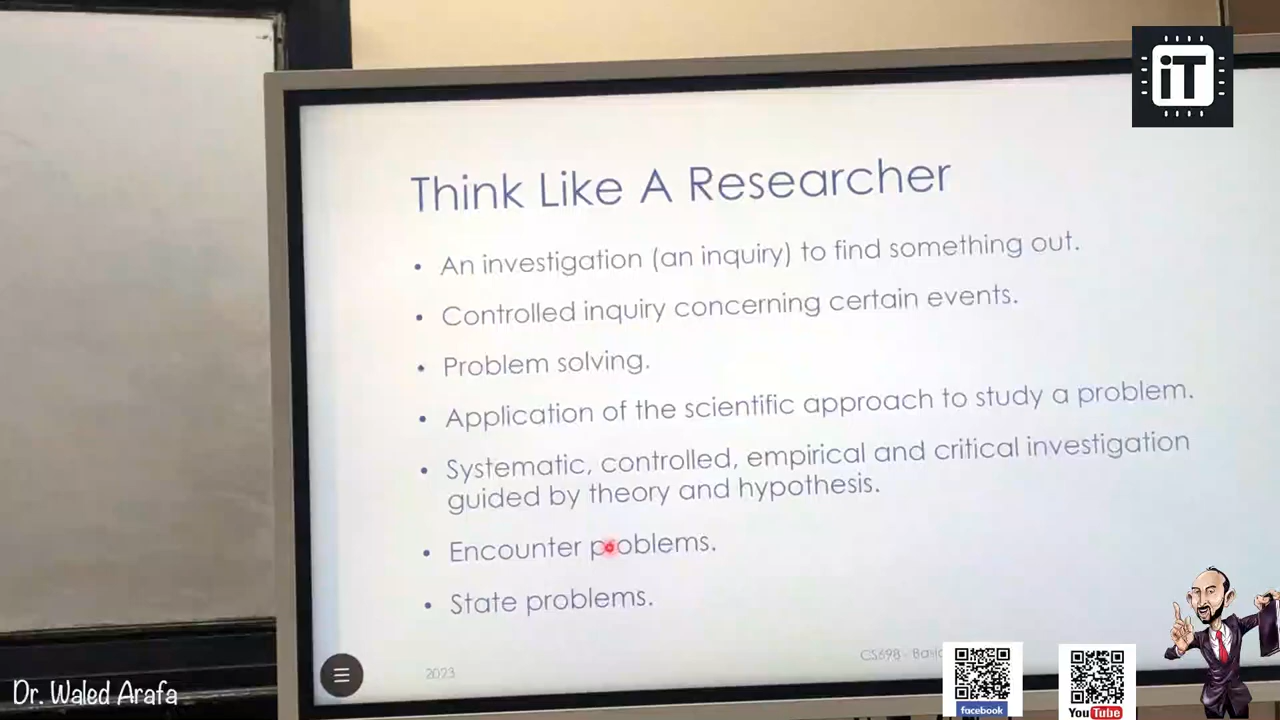 iT
Think Like A Researcher
• An investigation (an inquiry) to find something out.
• Controlled inquiry concerning certain events.
• Problem solving.
• Application of the scientific approach to study a problem.
• Systematic, controlled, empirical and critical investigation
guided by theory and hypothesis.
• Encounter problems.
• State problems.
2023
CS698 -
Dr. Waled Arafa
facebook
YouTube